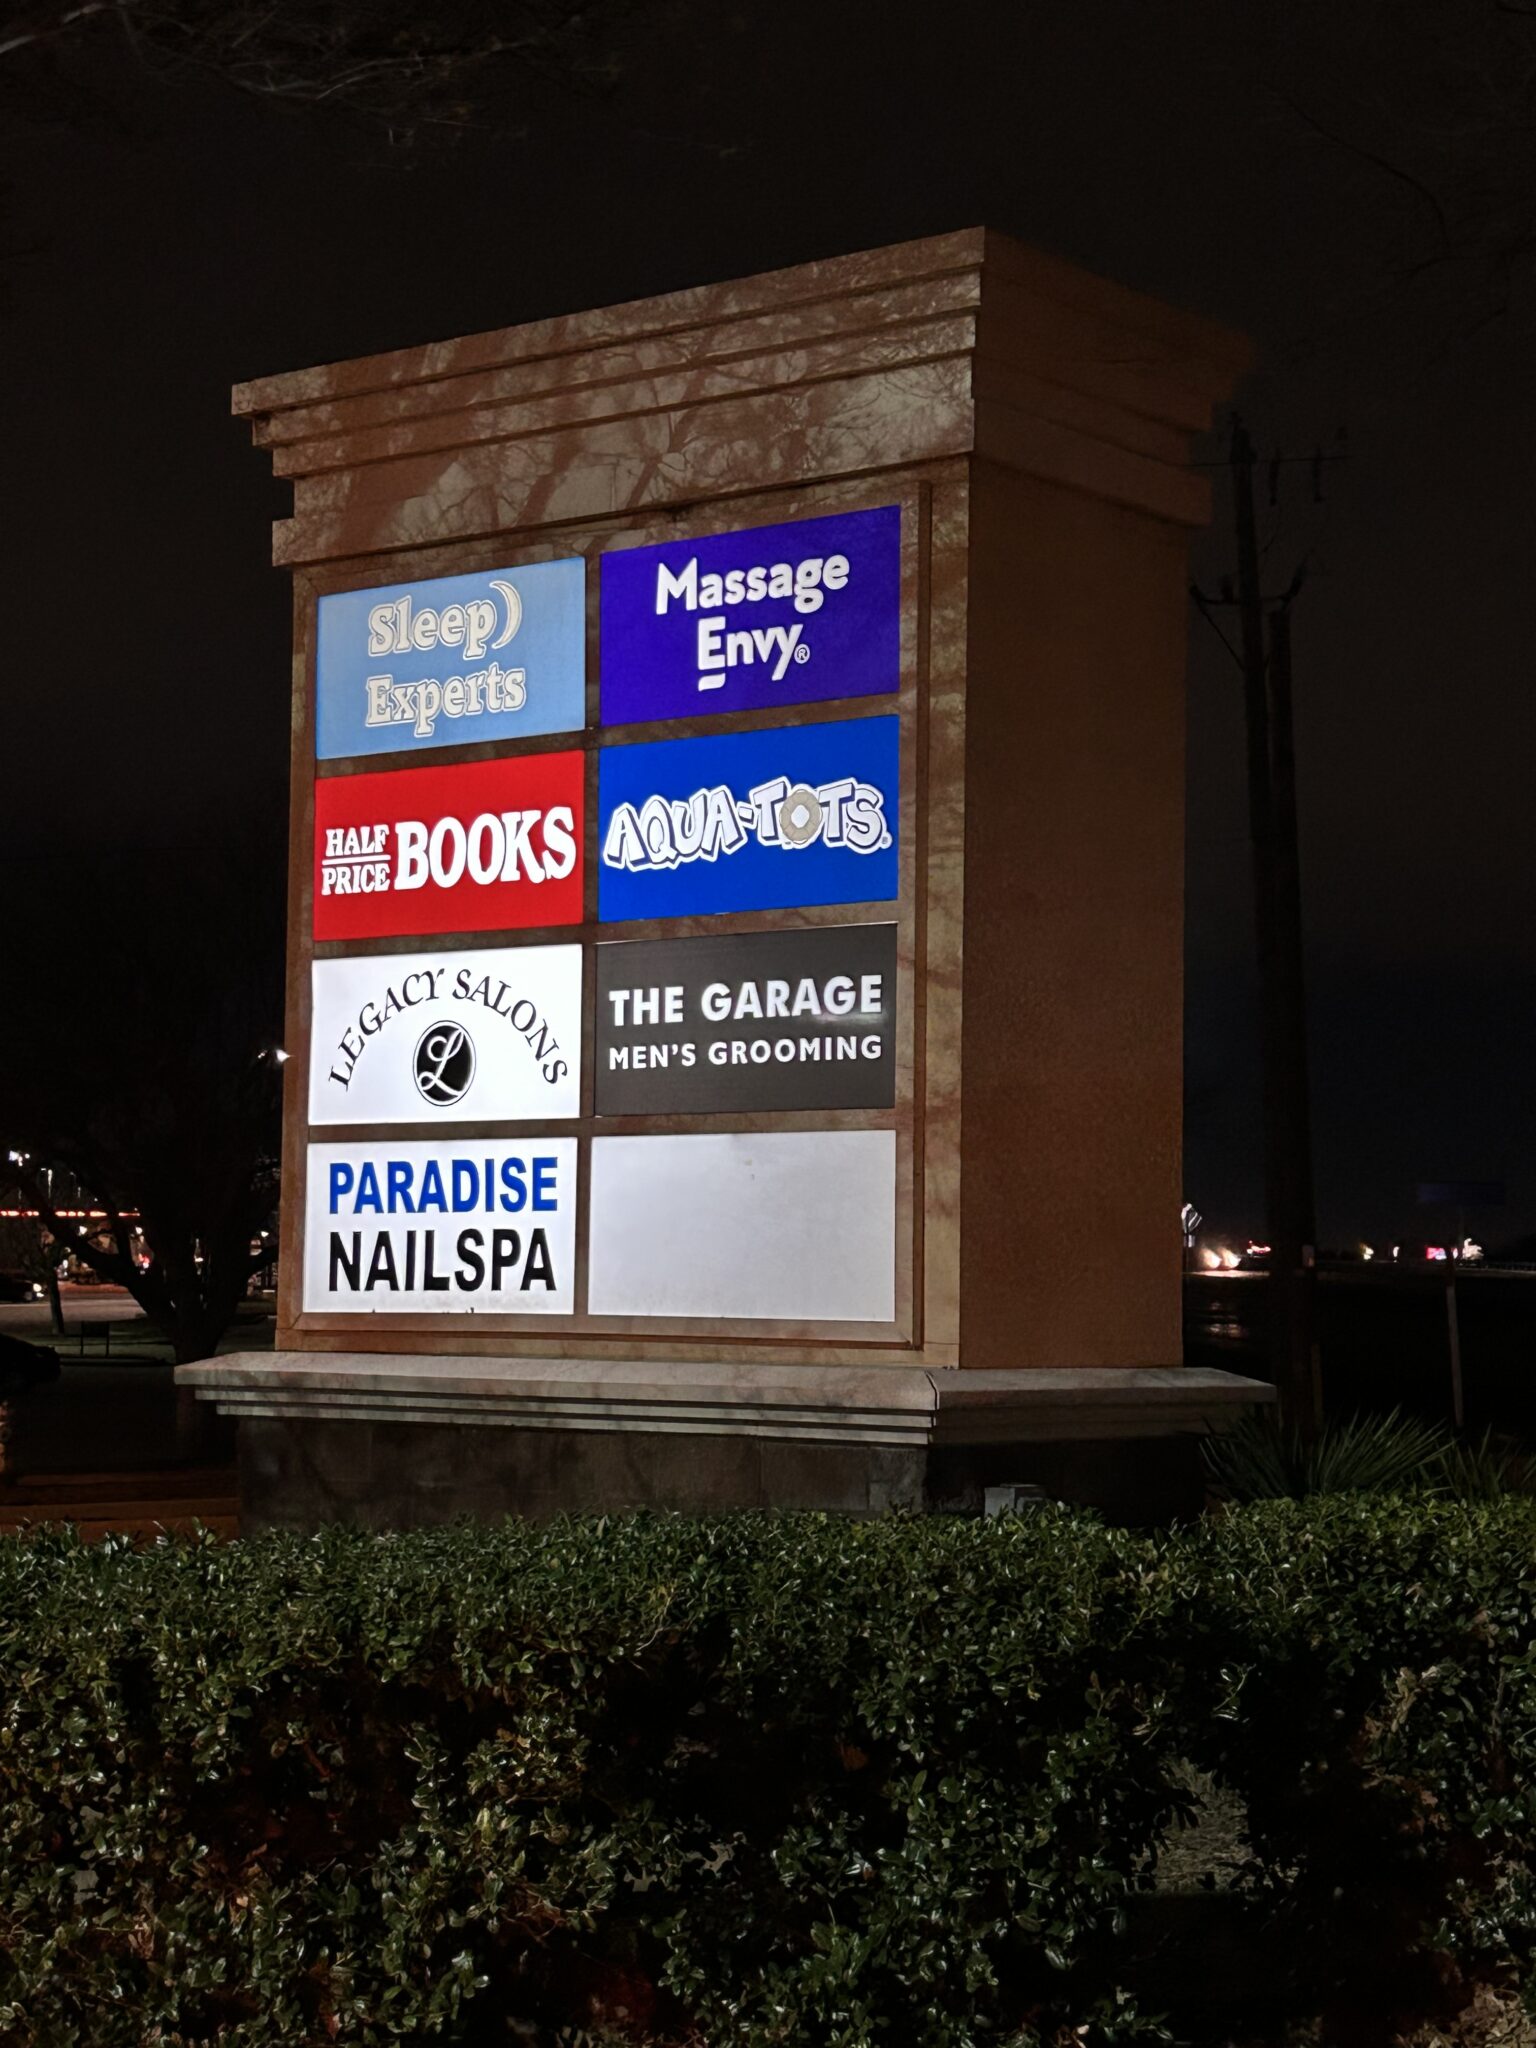 Sleep
Experts
Massage
Envy®
HALF
PRICE
BOOKS
AQUA-TOTS®
LEGACY SALONS
L
THE GARAGE
MEN'S GROOMING
PARADISE
NAILSPA